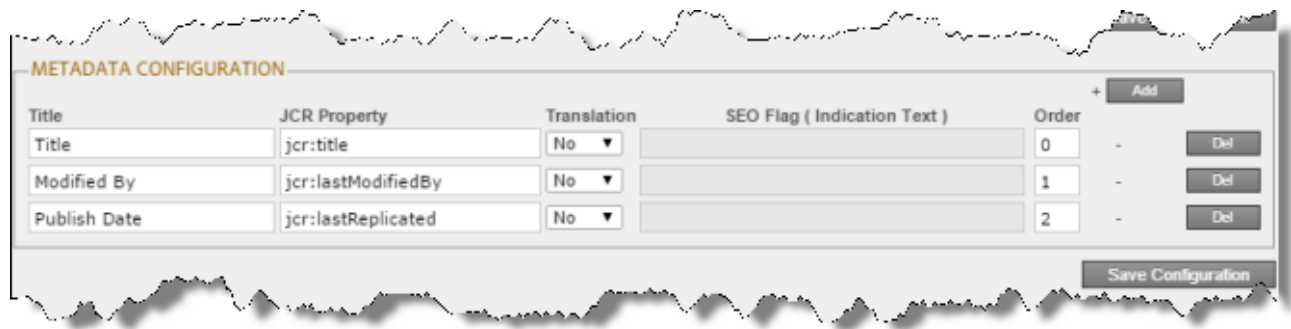 METADATA CONFIGURATION
+ Add
Title JCR Property Translation SEO Flag ( Indication Text ) Order
Title jcr:title No ▼ 0 - Del
Modified By jcr:lastModifiedBy No ▼ 1 - Del
Publish Date jcr:lastReplicated No ▼ 2 - Del
Save Configuration